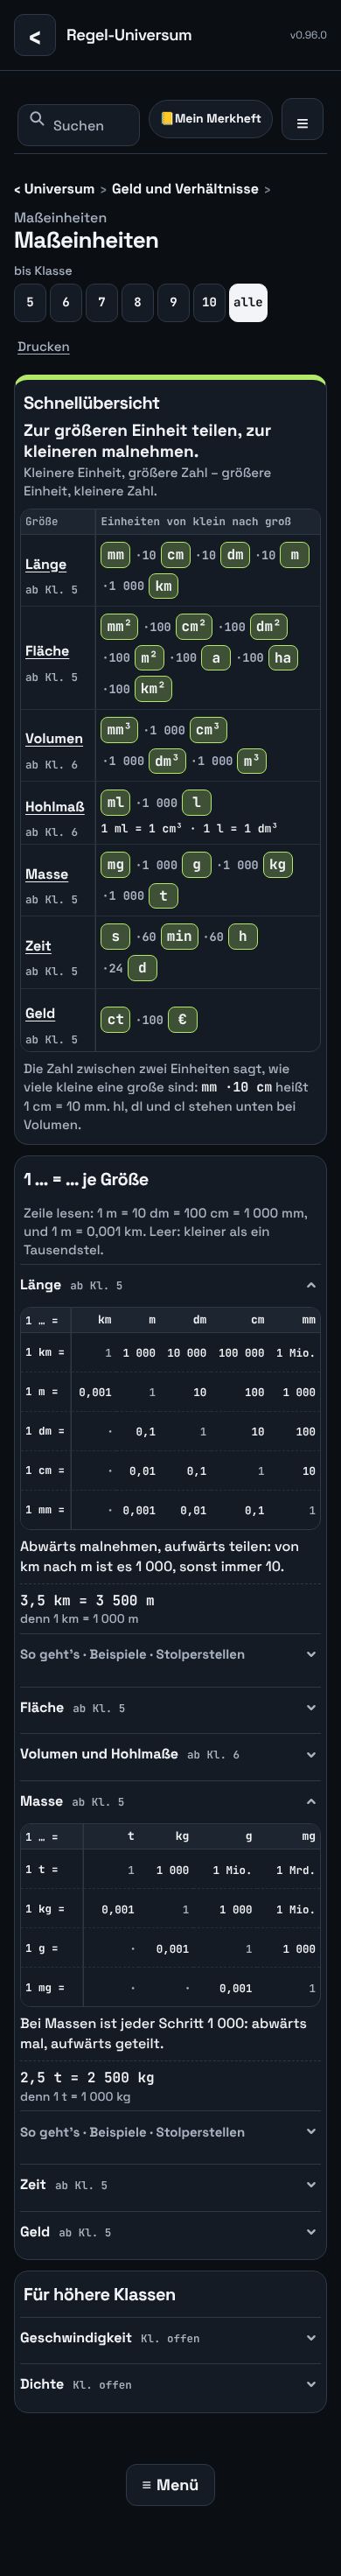 < Regel-Universum v0.96.0
Suchen 📒Mein Merkheft ≡
< Universum > Geld und Verhältnisse >
Maßeinheiten
Maßeinheiten
bis Klasse
5 6 7 8 9 10 alle
Drucken
Schnellübersicht
Zur größeren Einheit teilen, zur
kleineren malnehmen.
Kleinere Einheit, größere Zahl – größere
Einheit, kleinere Zahl.
Größe Einheiten von klein nach groß
Länge
ab Kl. 5
mm ·10 cm ·10 dm ·10 m
·1 000 km
Fläche
ab Kl. 5
mm² ·100 cm² ·100 dm²
·100 m² ·100 a ·100 ha
·100 km²
Volumen
ab Kl. 6
mm³ ·1 000 cm³
·1 000 dm³ ·1 000 m³
Hohlmaß
ab Kl. 6
ml ·1 000 l
1 ml = 1 cm³ · 1 l = 1 dm³
Masse
ab Kl. 5
mg ·1 000 g ·1 000 kg
·1 000 t
Zeit
ab Kl. 5
s ·60 min ·60 h
·24 d
Geld
ab Kl. 5
ct ·100 €
Die Zahl zwischen zwei Einheiten sagt, wie
viele kleine eine große sind: mm ·10 cm heißt
1 cm = 10 mm. hl, dl und cl stehen unten bei
Volumen.
1 … = … je Größe
Zeile lesen: 1 m = 10 dm = 100 cm = 1 000 mm,
und 1 m = 0,001 km. Leer: kleiner als ein
Tausendstel.
Länge ab Kl. 5
1 … = km m dm cm mm
1 km = 1 1 000 10 000 100 000 1 Mio.
1 m = 0,001 1 10 100 1 000
1 dm = · 0,1 1 10 100
1 cm = · 0,01 0,1 1 10
1 mm = · 0,001 0,01 0,1 1
Abwärts malnehmen, aufwärts teilen: von
km nach m ist es 1 000, sonst immer 10.
3,5 km = 3 500 m
denn 1 km = 1 000 m
So geht's · Beispiele · Stolperstellen
Fläche ab Kl. 5
Volumen und Hohlmaße ab Kl. 6
Masse ab Kl. 5
1 … = t kg g mg
1 t = 1 1 000 1 Mio. 1 Mrd.
1 kg = 0,001 1 1 000 1 Mio.
1 g = · 0,001 1 1 000
1 mg = · · 0,001 1
Bei Massen ist jeder Schritt 1 000: abwärts
mal, aufwärts geteilt.
2,5 t = 2 500 kg
denn 1 t = 1 000 kg
So geht's · Beispiele · Stolperstellen
Zeit ab Kl. 5
Geld ab Kl. 5
Für höhere Klassen
Geschwindigkeit Kl. offen
Dichte Kl. offen
≡ Menü